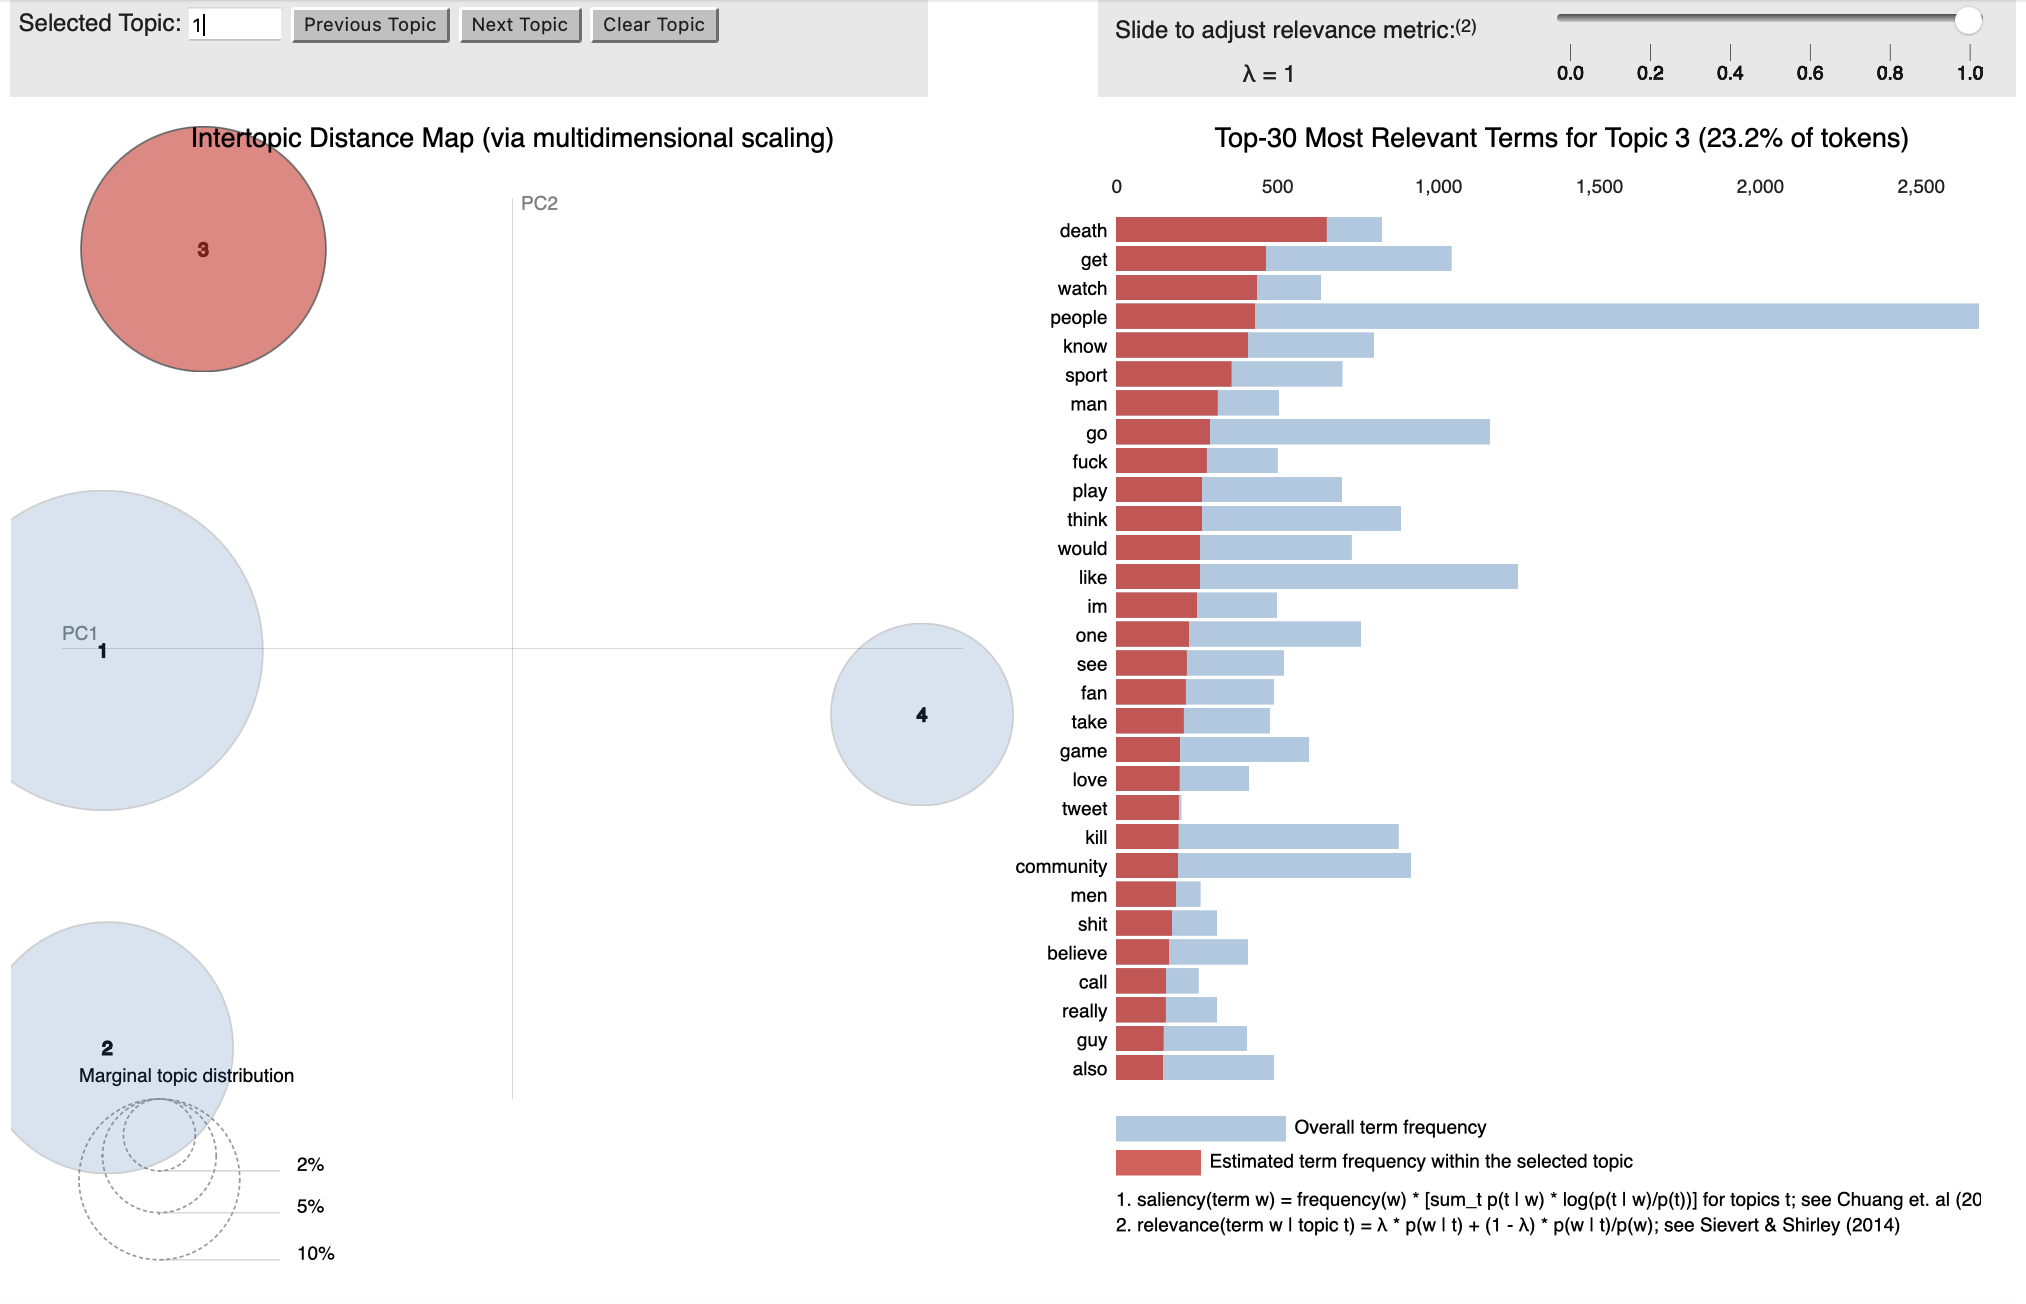 Selected Topic: 1 Previous Topic Next Topic Clear Topic
Slide to adjust relevance metric:(2)
λ = 1
0.0 0.2 0.4 0.6 0.8 1.0
Intertopic Distance Map (via multidimensional scaling)
PC2
3
PC1
1
4
2
Marginal topic distribution
2%
5%
10%
Top-30 Most Relevant Terms for Topic 3 (23.2% of tokens)
0 500 1,000 1,500 2,000 2,500
death
get
watch
people
know
sport
man
go
fuck
play
think
would
like
im
one
see
fan
take
game
love
tweet
kill
community
men
shit
believe
call
really
guy
also
Overall term frequency
Estimated term frequency within the selected topic
1. saliency(term w) = frequency(w) * [sum_t p(t | w) * log(p(t | w)/p(t))] for topics t; see Chuang et. al (20
2. relevance(term w | topic t) = λ * p(w | t) + (1 - λ) * p(w | t)/p(w); see Sievert & Shirley (2014)